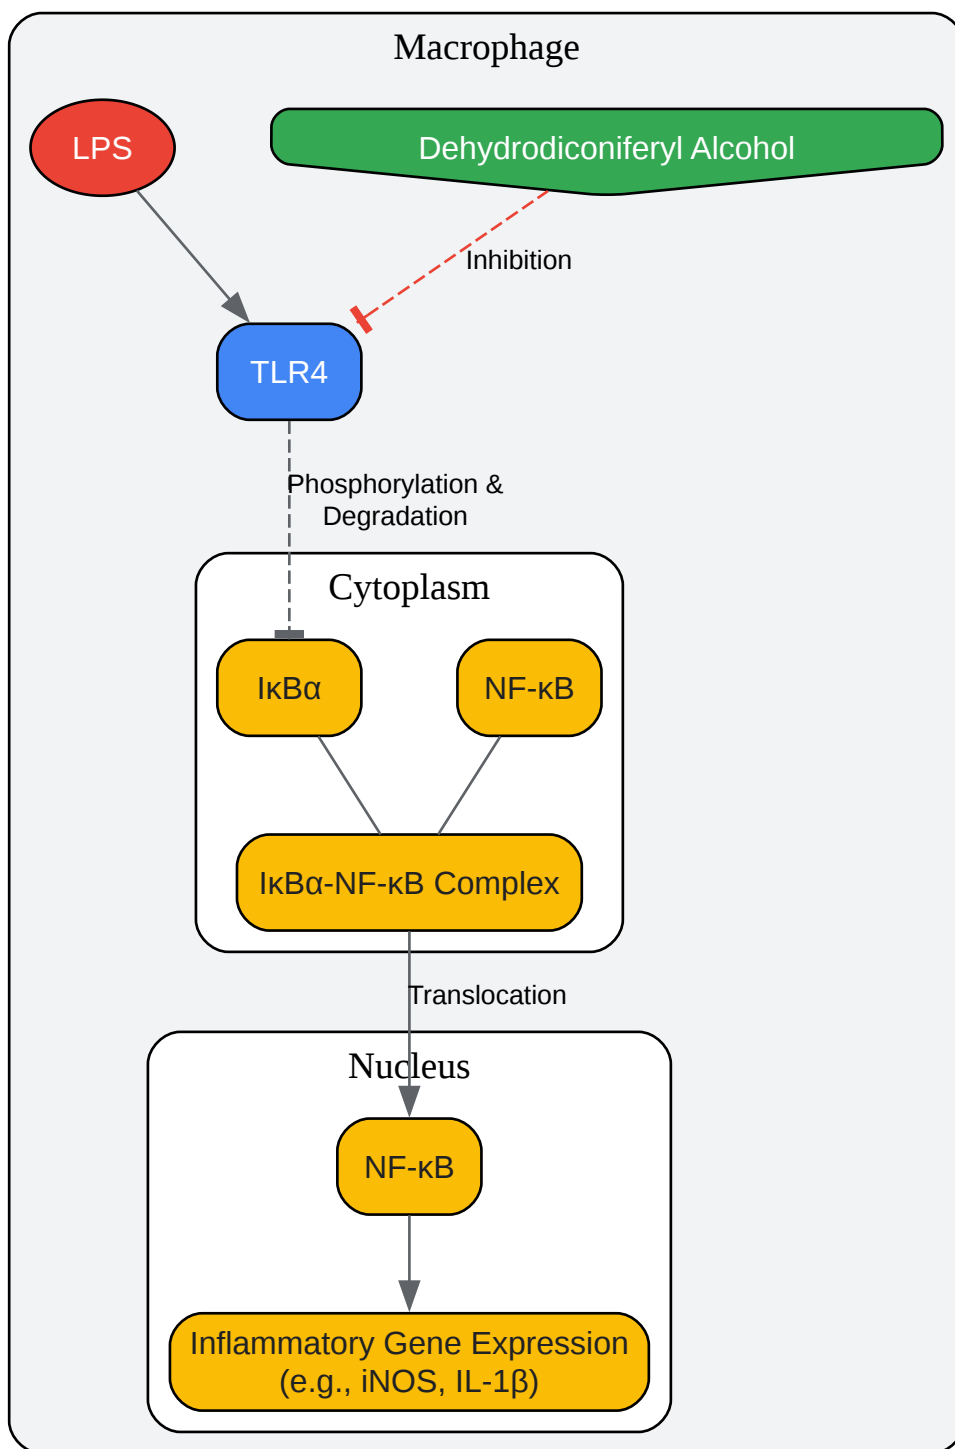 Macrophage
LPS
Dehydrodiconiferyl Alcohol
Inhibition
TLR4
Phosphorylation &
Degradation
Cytoplasm
IκBα
NF-κB
IκBα-NF-κB Complex
Translocation
Nucleus
NF-κB
Inflammatory Gene Expression
(e.g., iNOS, IL-1β)